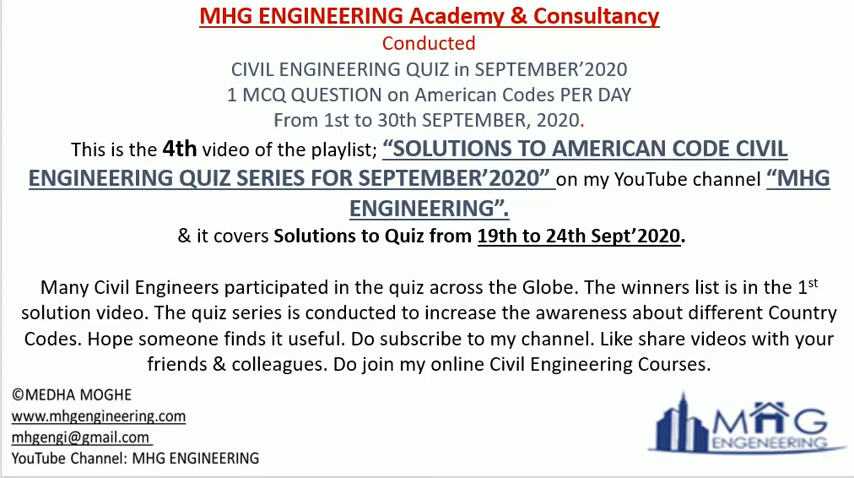 MHG ENGINEERING Academy & Consultancy
Conducted
CIVIL ENGINEERING QUIZ in SEPTEMBER’2020
1 MCQ QUESTION on American Codes PER DAY
From 1st to 30th SEPTEMBER, 2020.
This is the 4th video of the playlist; “SOLUTIONS TO AMERICAN CODE CIVIL
ENGINEERING QUIZ SERIES FOR SEPTEMBER’2020” on my YouTube channel “MHG
ENGINEERING”.
& it covers Solutions to Quiz from 19th to 24th Sept’2020.
Many Civil Engineers participated in the quiz across the Globe. The winners list is in the 1st
solution video. The quiz series is conducted to increase the awareness about different Country
Codes. Hope someone finds it useful. Do subscribe to my channel. Like share videos with your
friends & colleagues. Do join my online Civil Engineering Courses.
©MEDHA MOGHE
www.mhgengineering.com
mhgengi@gmail.com
YouTube Channel: MHG ENGINEERING
MHG
ENGENEERING